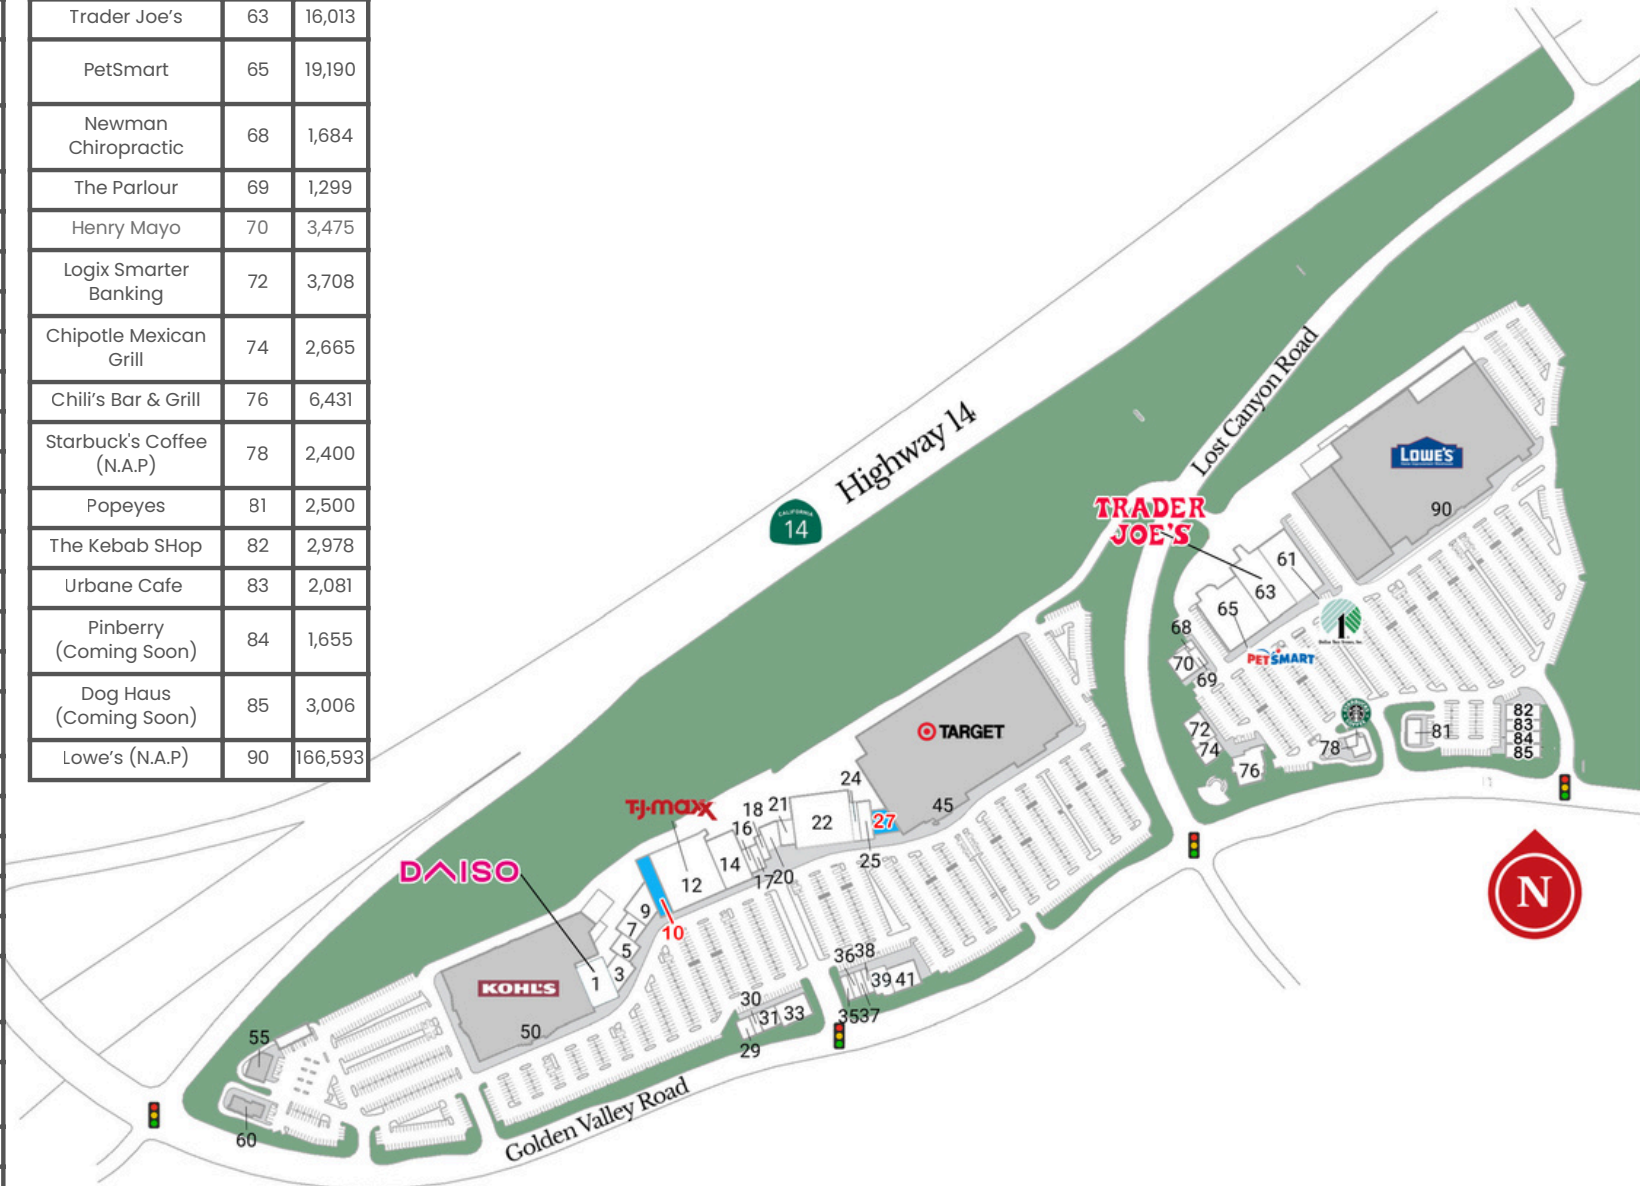 Trader Joe's 63 16,013
PetSmart 65 19,190
Newman
Chiropractic 68 1,684
The Parlour 69 1,299
Henry Mayo 70 3,475
Logix Smarter
Banking 72 3,708
Chipotle Mexican
Grill 74 2,665
Chili's Bar & Grill 76 6,431
Starbuck's Coffee
(N.A.P) 78 2,400
Popeyes 81 2,500
The Kebab SHop 82 2,978
Urbane Cafe 83 2,081
Pinberry
(Coming Soon) 84 1,655
Dog Haus
(Coming Soon) 85 3,006
Lowe's (N.A.P) 90 166,593
Highway 14
CALIFORNIA
14
Lost Canyon Road
LOWE'S
90
TRADER
JOE'S
61
63
65
1
PETSMART
68
70
69
72
74
76
78
81
82
83
84
85
TARGET
45
24
27
25
22
21
18
16
20
17
14
T.J.maxx
12
10
DAISO
9
7
5
3
1
KOHL'S
50
55
60
30
31
33
29
36
38
39
41
35
37
Golden Valley Road
N